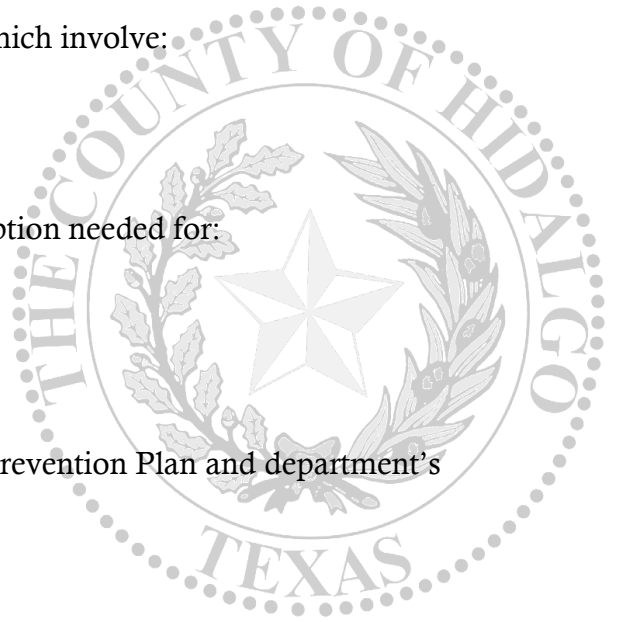 hich involve:
ption needed for:
revention Plan and department's
THE COUNTY OF HIDALGO
TEXAS